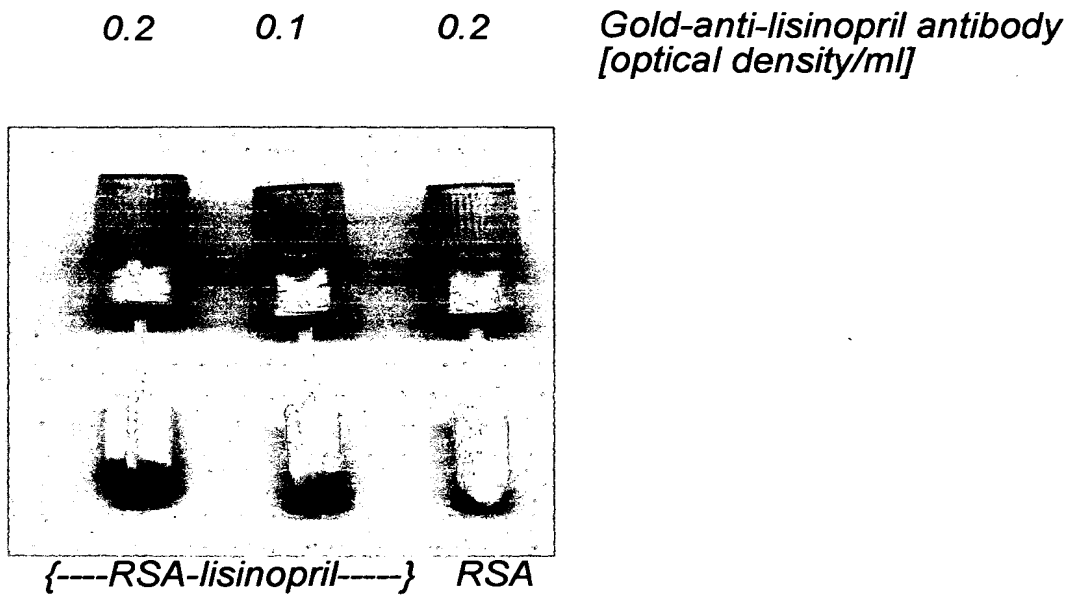 0.2 0.1 0.2 Gold-anti-lisinopril antibody
[optical density/ml]
{----RSA-lisinopril-----} RSA